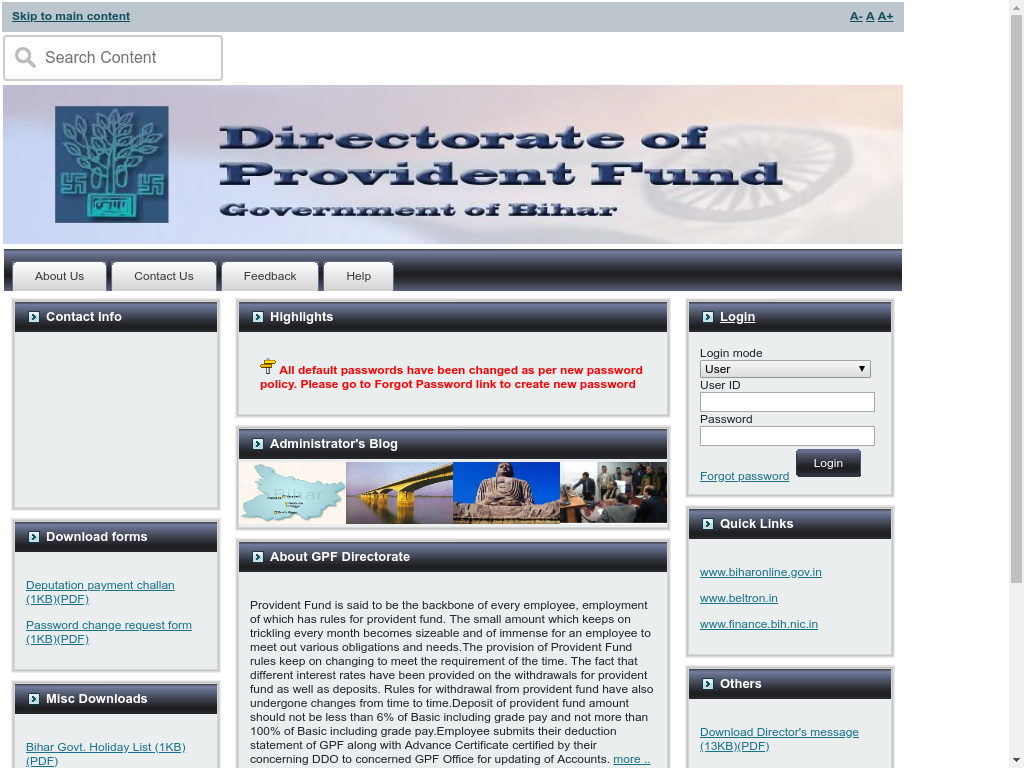 Skip to main content
A- A A+
Search Content
Directorate of
Provident Fund
Government of Bihar
About Us
Contact Us
Feedback
Help
Contact Info
Download forms
Deputation payment challan
(1KB)(PDF)
Password change request form
(1KB)(PDF)
Misc Downloads
Bihar Govt. Holiday List (1KB)
(PDF)
Highlights
All default passwords have been changed as per new password
policy. Please go to Forgot Password link to create new password
Administrator's Blog
Bihar
About GPF Directorate
Provident Fund is said to be the backbone of every employee, employment
of which has rules for provident fund. The small amount which keeps on
trickling every month becomes sizeable and of immense for an employee to
meet out various obligations and needs.The provision of Provident Fund
rules keep on changing to meet the requirement of the time. The fact that
different interest rates have been provided on the withdrawals for provident
fund as well as deposits. Rules for withdrawal from provident fund have also
undergone changes from time to time.Deposit of provident fund amount
should not be less than 6% of Basic including grade pay and not more than
100% of Basic including grade pay.Employee submits their deduction
statement of GPF along with Advance Certificate certified by their
concerning DDO to concerned GPF Office for updating of Accounts. more ..
Login
Login mode
User
User ID
Password
Forgot password
Login
Quick Links
www.biharonline.gov.in
www.beltron.in
www.finance.bih.nic.in
Others
Download Director's message
(13KB)(PDF)